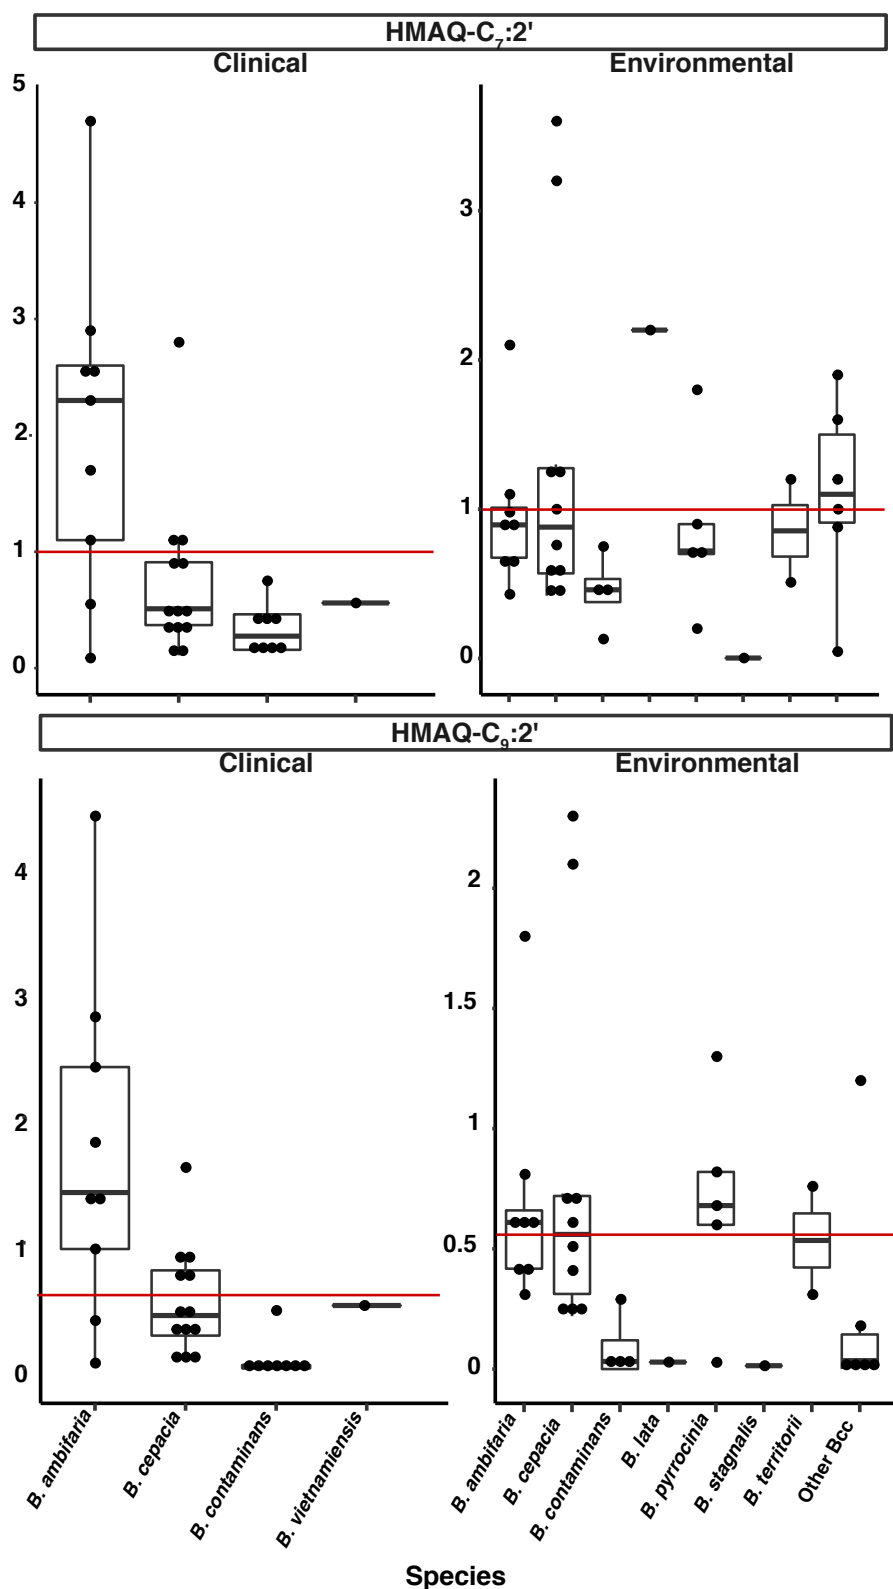 HMAQ-C₇:2'
Clinical
Environmental
5
4
3
2
1
0
3
2
1
0
HMAQ-C₉:2'
Clinical
Environmental
4
3
2
1
0
2
1.5
1
0.5
0
B. ambifaria
B. cepacia
B. contaminans
B. vietnamiensis
B. ambifaria
B. cepacia
B. contaminans
B. lata
B. pyrrocinia
B. stagnalis
B. territorii
Other Bcc
Species